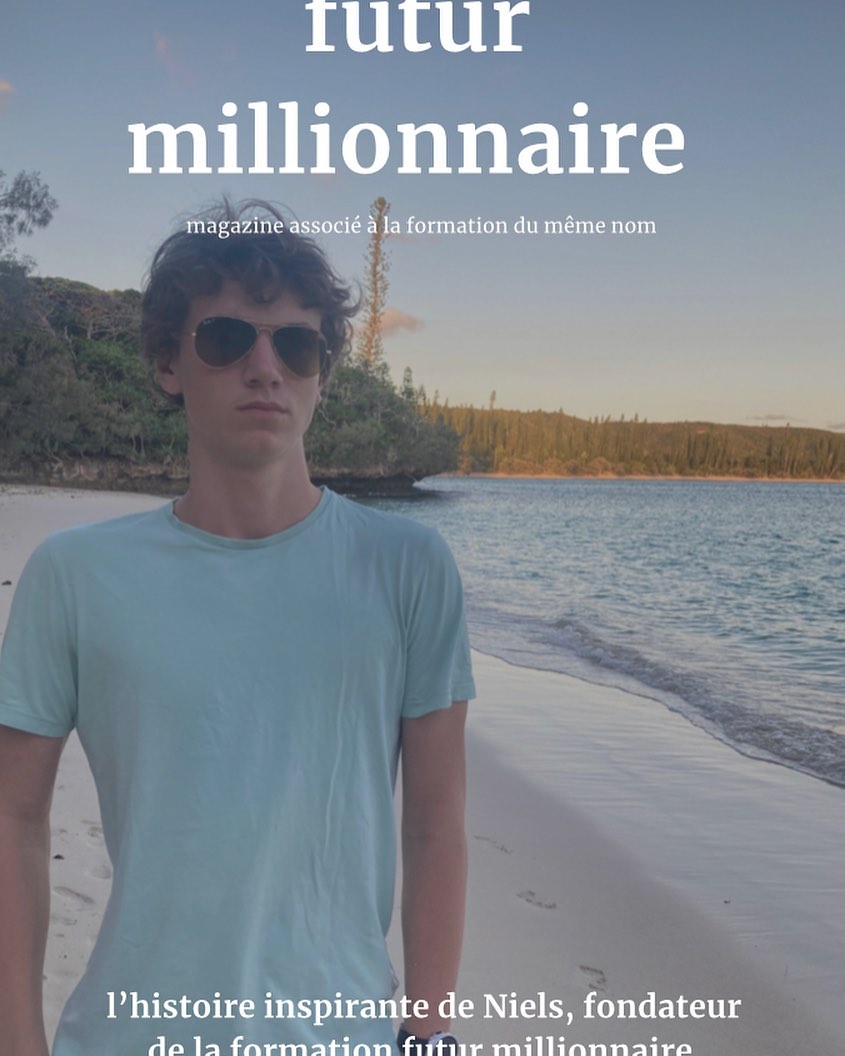 futur
millionnaire
magazine associé à la formation du même nom
l’histoire inspirante de Niels, fondateur
de la formation futur millionnaire